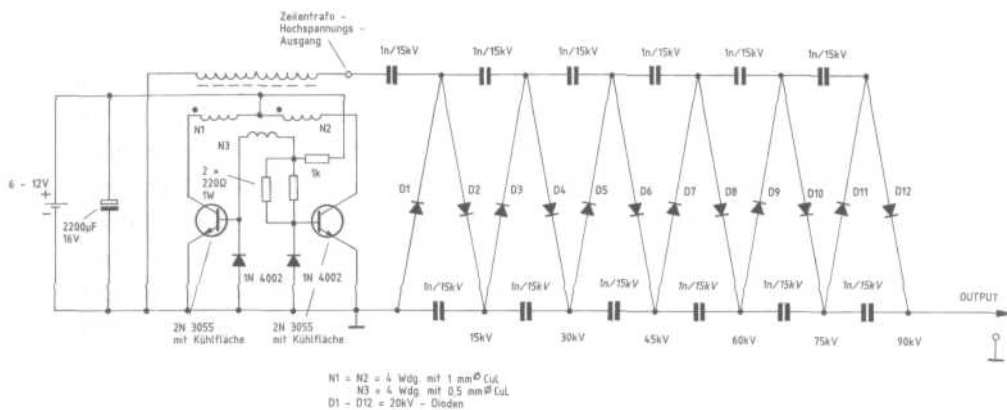 Zeilentrafo -
Hochspannungs -
Ausgang
1n/15kV
1n/15kV
1n/15kV
1n/15kV
1n/15kV
1n/15kV
N1
N2
N3
2 ×
220Ω
1W
1k
6 - 12V
+
-
2200µF
16V
D1
D2
D3
D4
D5
D6
D7
D8
D9
D10
D11
D12
1N 4002
1N 4002
1n/15kV
1n/15kV
1n/15kV
1n/15kV
1n/15kV
1n/15kV
OUTPUT
2N 3055
mit Kühlfläche
2N 3055
mit Kühlfläche
15kV
30kV
45kV
60kV
75kV
90kV
N1 = N2 = 4 Wdg. mit 1 mm Ø CuL
N3 = 4 Wdg. mit 0,5 mm Ø CuL
D1 - D12 = 20kV - Dioden